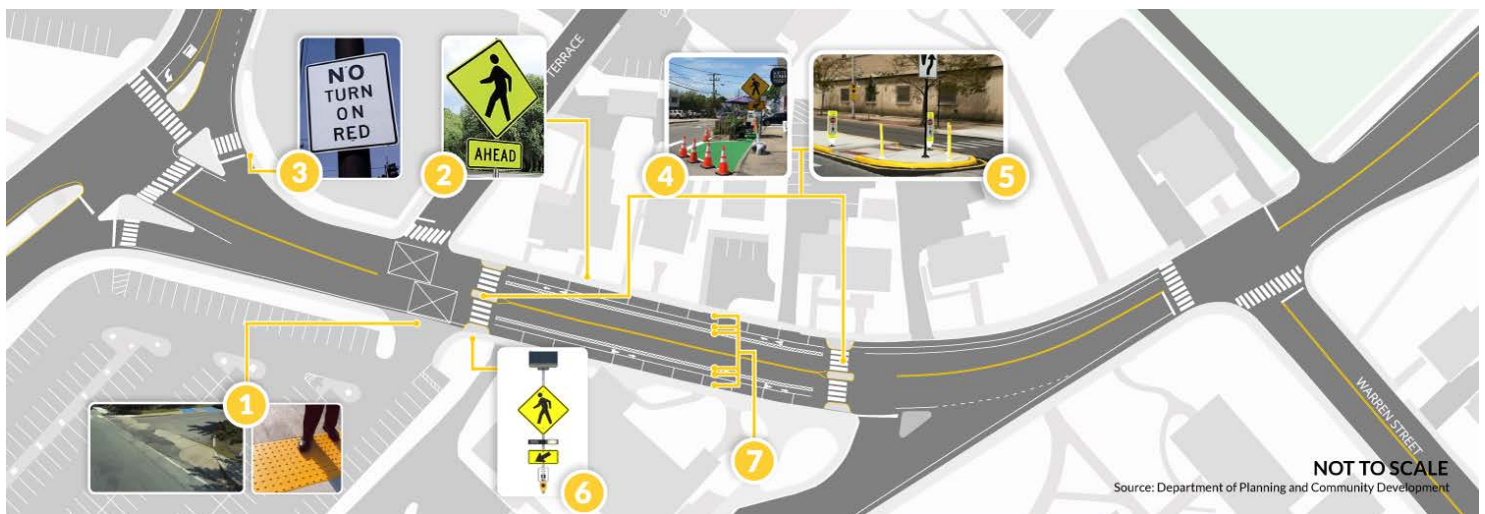 NO
TURN
ON
RED
3
AHEAD
2
TERRACE
4
5
1
6
7
WARREN STREET
NOT TO SCALE
Source: Department of Planning and Community Development